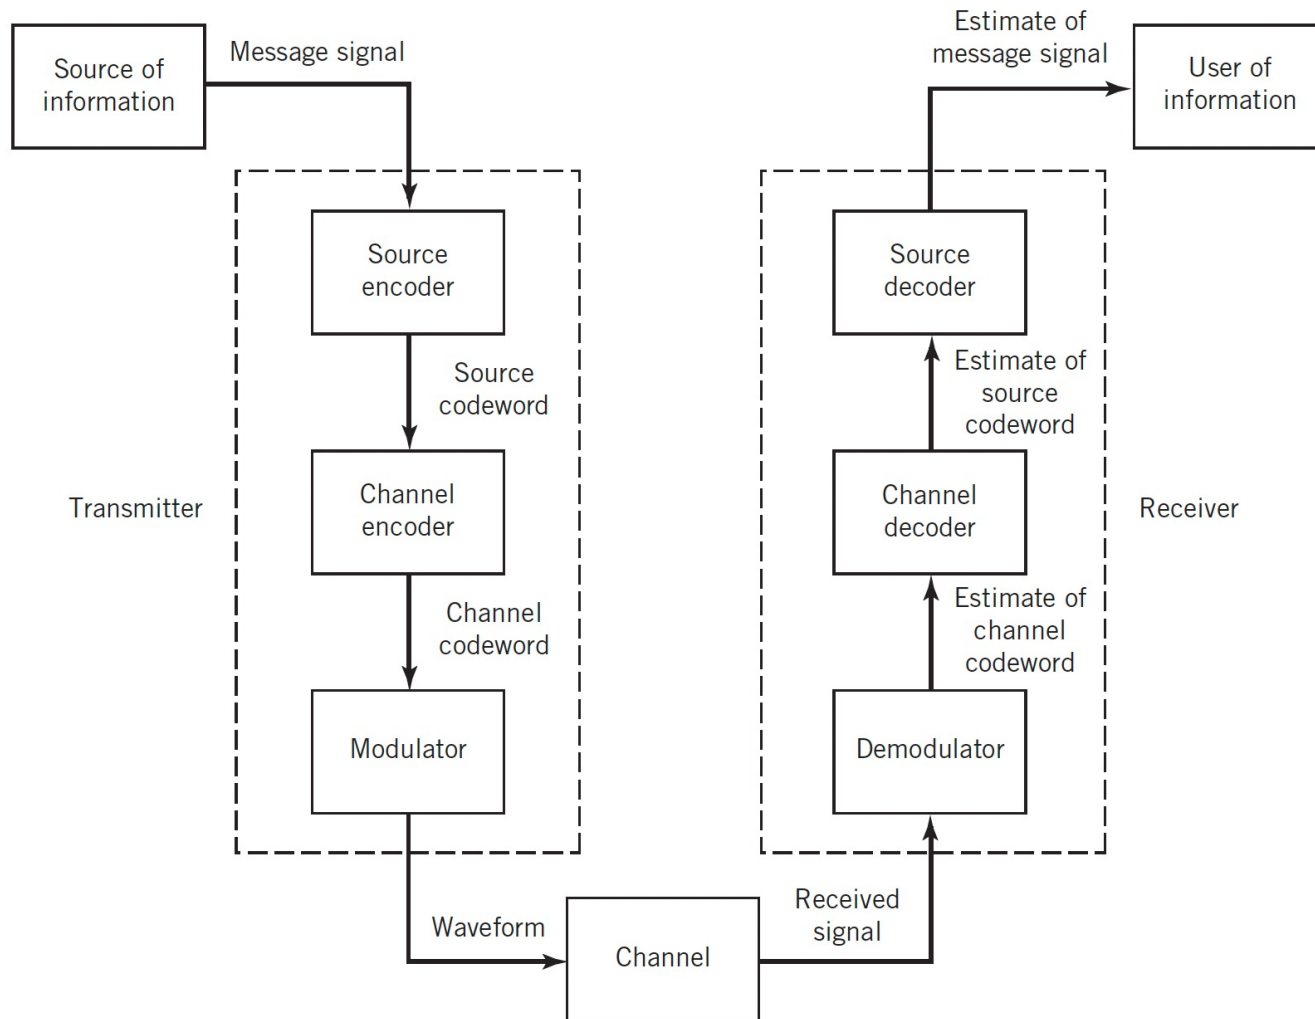 Source of
information
Message signal
Estimate of
message signal
User of
information
Source
encoder
Source
decoder
Source
codeword
Estimate of
source
codeword
Transmitter
Channel
encoder
Channel
decoder
Receiver
Channel
codeword
Estimate of
channel
codeword
Modulator
Demodulator
Waveform
Channel
Received
signal